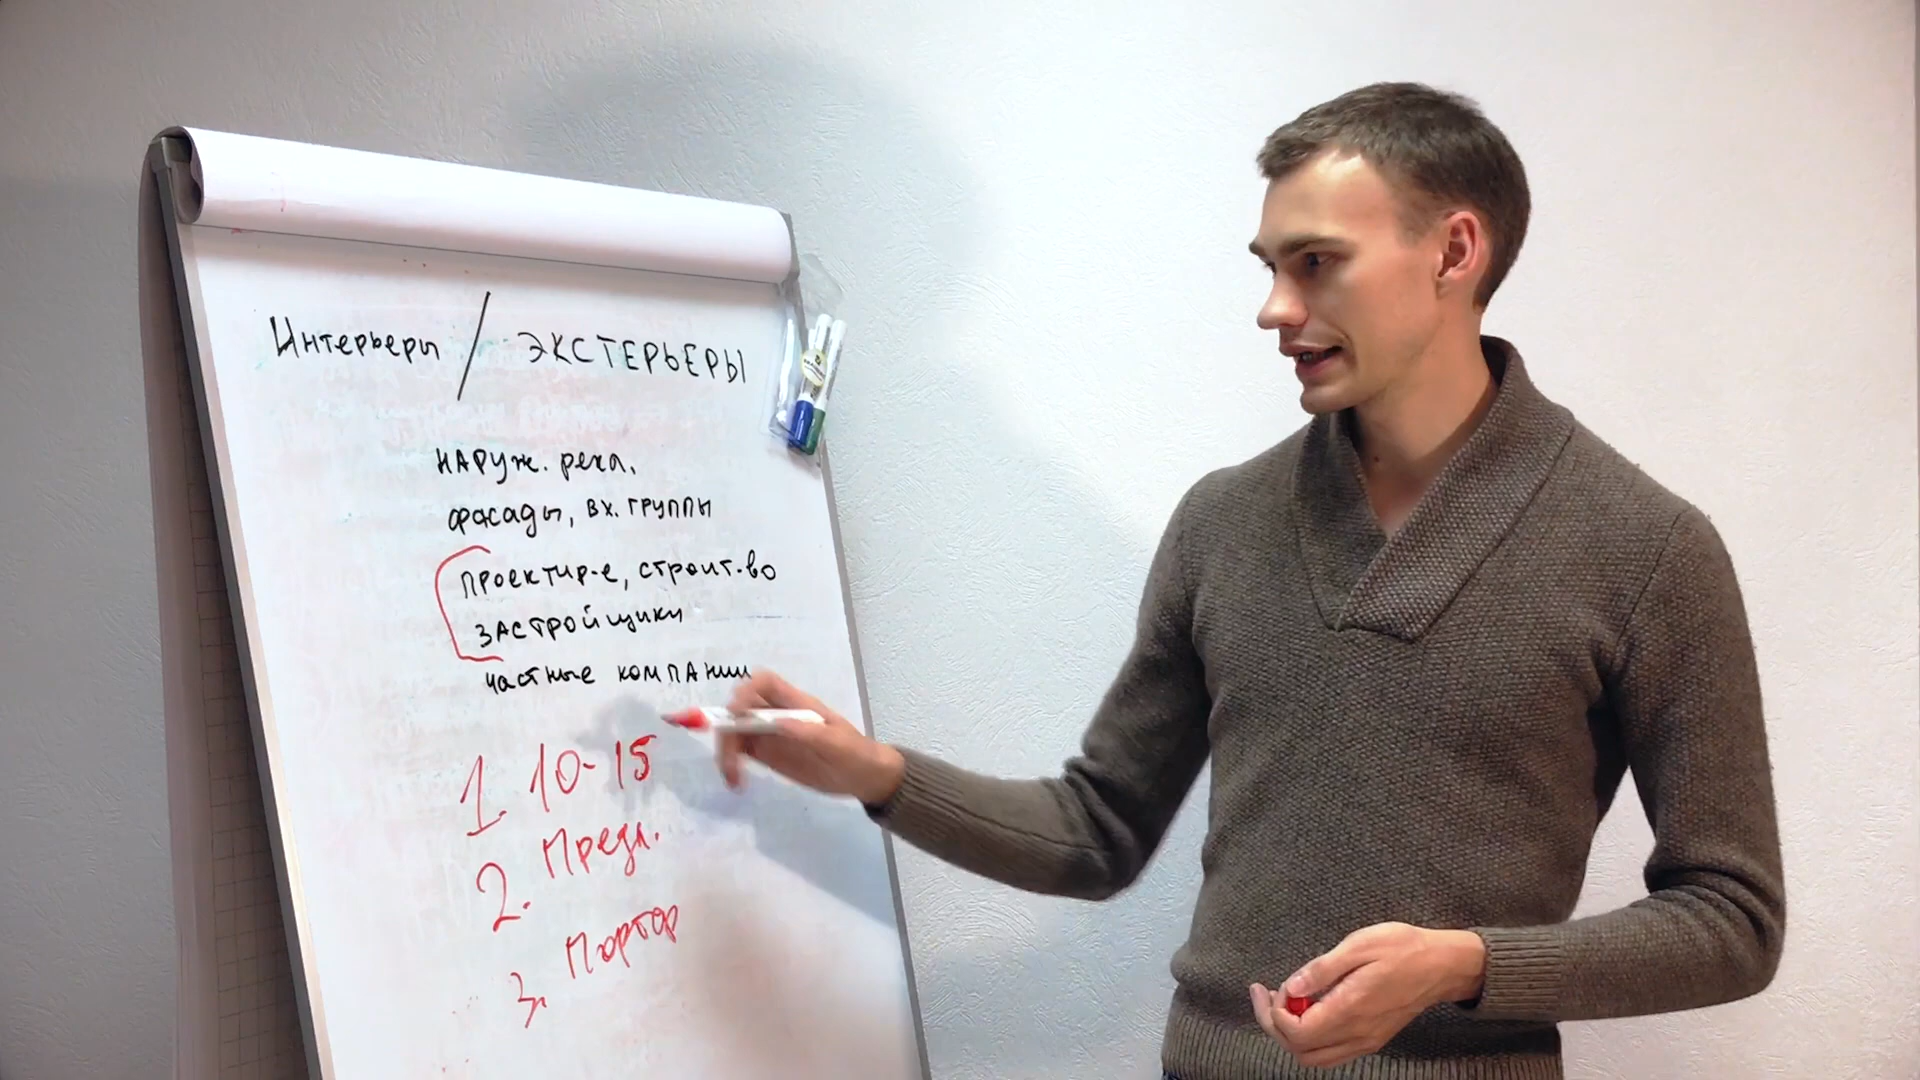 Интерьеры / ЭКСТЕРЬЕРЫ
НАРУЖ. рекл.
фасады, вх. группы
проектир-е, строит-во
застройщики
частные компании
1. 10-15
2. Предл.
3. Портф